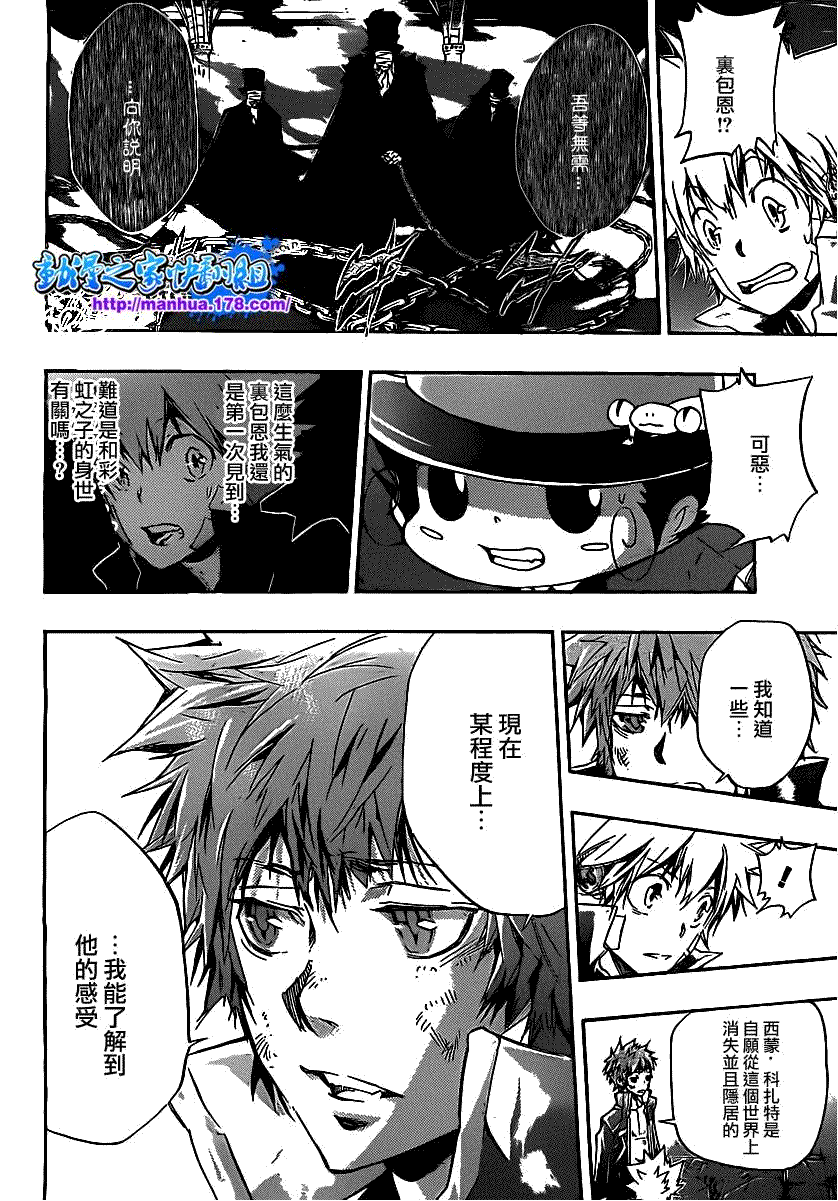 裏包恩!?
吾等無需…
…向你說明
動漫之家汉化组
http://manhua.178.com/
可惡…
這麼生氣的
裏包恩我還
是第一次見到…
難道是和彩
虹之子的身世
有關嗎…?
我知道
一些…
!
西蒙·科扎特是
自願從這個世界上
消失並且隱居的
現在
某程度上…
…我能了解到
他的感受